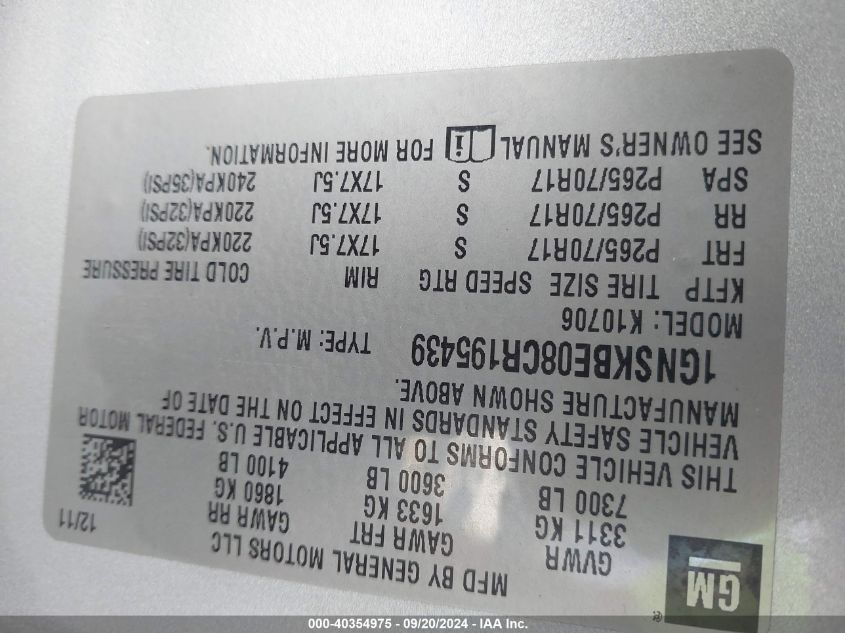 GM ®
MFD BY GENERAL MOTORS LLC
12/11
GVWR GAWR FRT GAWR RR
3311 KG 1633 KG 1860 KG
7300 LB 3600 LB 4100 LB
THIS VEHICLE CONFORMS TO ALL APPLICABLE U.S. FEDERAL MOTOR
VEHICLE SAFETY STANDARDS IN EFFECT ON THE DATE OF
MANUFACTURE SHOWN ABOVE.
1GNSKBE08CR195439 TYPE: M.P.V.
MODEL: K10706
KFTP TIRE SIZE SPEED RTG RIM COLD TIRE PRESSURE
FRT P265/70R17 S 17X7.5J 220KPA(32PSI)
RR P265/70R17 S 17X7.5J 220KPA(32PSI)
SPA P265/70R17 S 17X7.5J 240KPA(35PSI)
SEE OWNER'S MANUAL i FOR MORE INFORMATION.
000-40354975 - 09/20/2024 - IAA Inc.